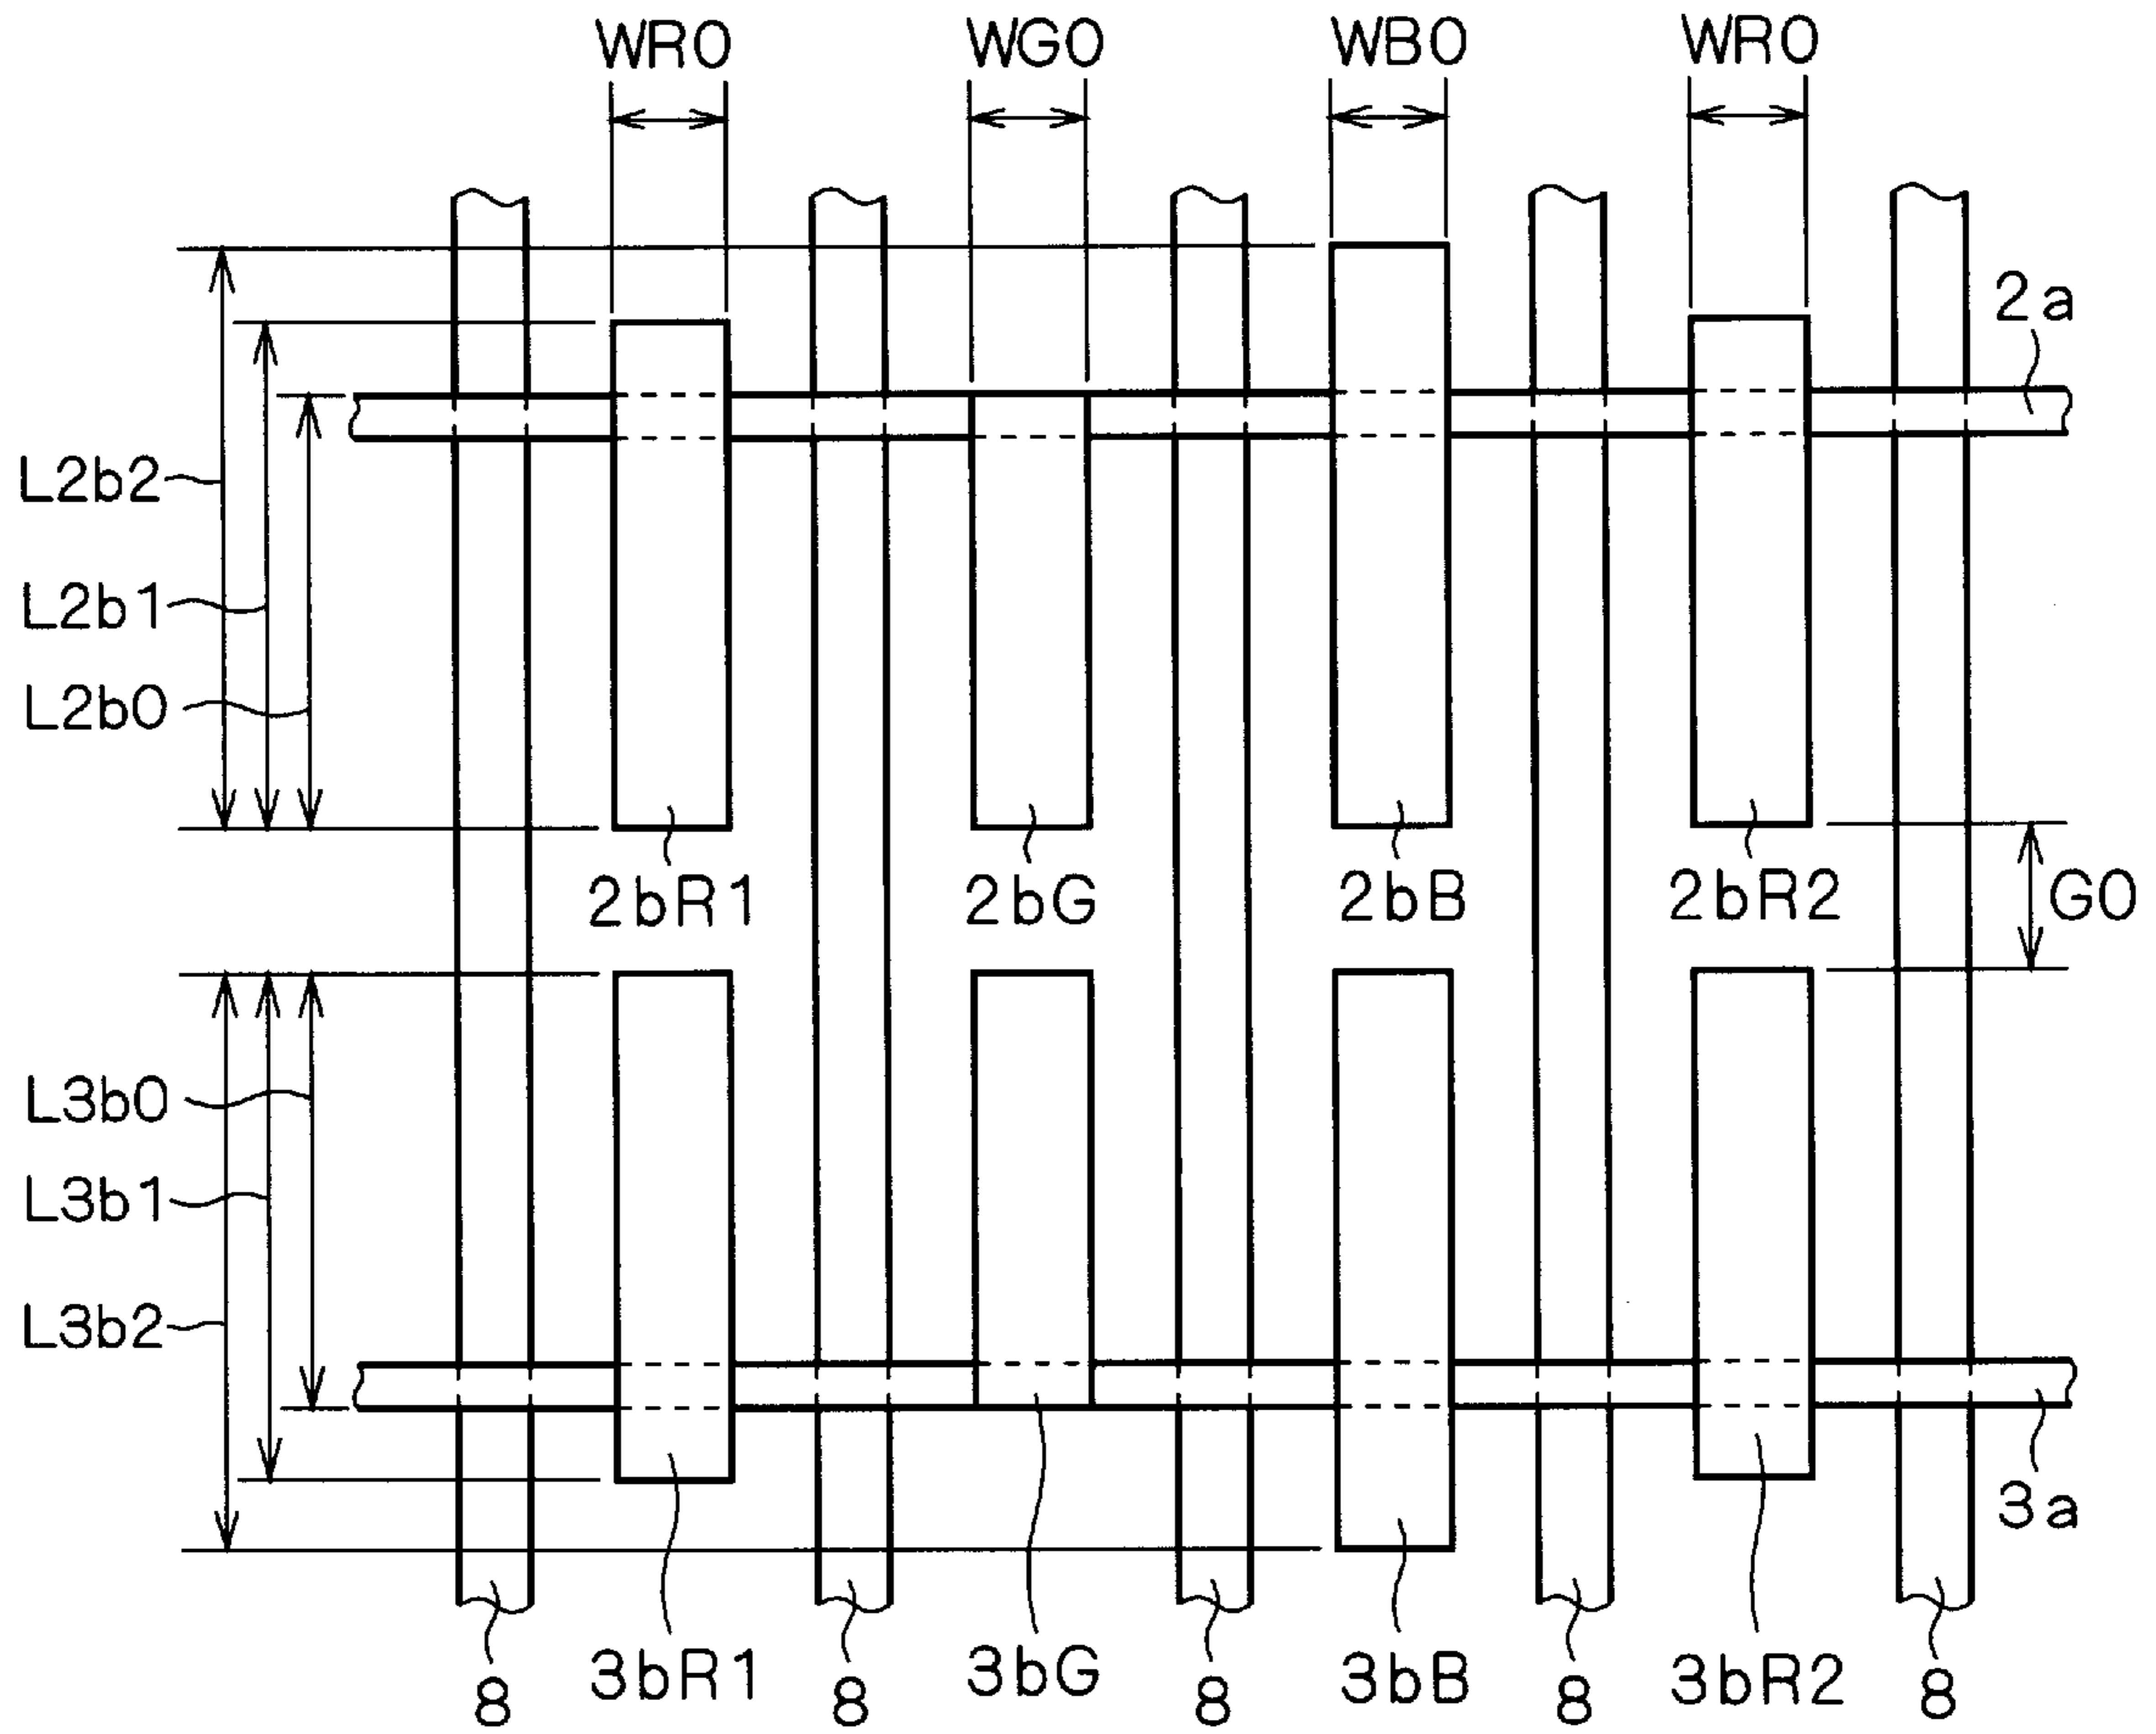 WR0 WG0 WB0 WR0
2a
L2b2
L2b1
L2b0
2bR1 2bG 2bB 2bR2 G0
L3b0
L3b1
L3b2
3a
8 3bR1 8 3bG 8 3bB 8 3bR2 8